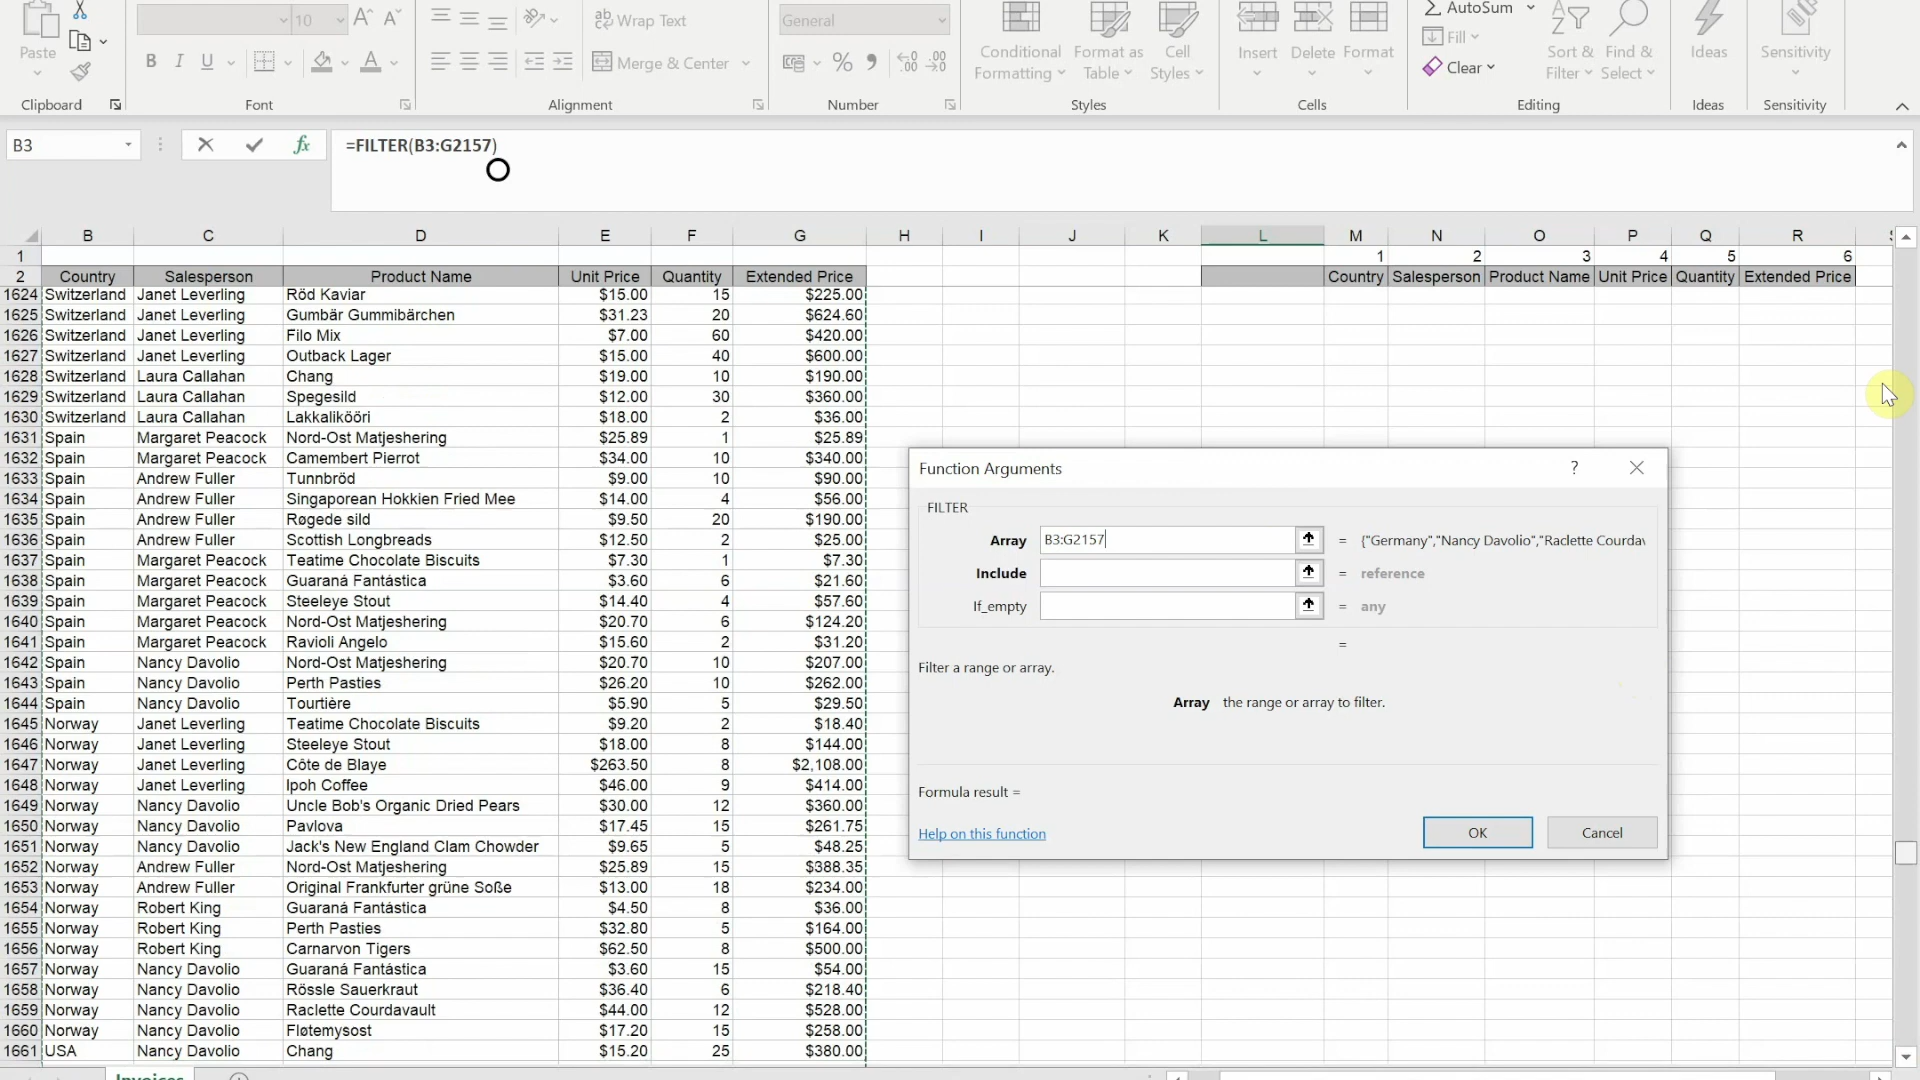 10 A^ Aˇ ab Wrap Text General Σ AutoSum
Paste Conditional Format as Cell Insert Delete Format Fill Sort & Find & Ideas Sensitivity
B I U A Merge & Center % , Formatting Table Styles Clear Filter Select
Clipboard Font Alignment Number Styles Cells Editing Ideas Sensitivity
B3 fx =FILTER(B3:G2157)
B C D E F G H I J K L M N O P Q R
1 1 2 3 4 5 6
2 Country Salesperson Product Name Unit Price Quantity Extended Price Country Salesperson Product Name Unit Price Quantity Extended Price
1624 Switzerland Janet Leverling Röd Kaviar $15.00 15 $225.00
1625 Switzerland Janet Leverling Gumbär Gummibärchen $31.23 20 $624.60
1626 Switzerland Janet Leverling Filo Mix $7.00 60 $420.00
1627 Switzerland Janet Leverling Outback Lager $15.00 40 $600.00
1628 Switzerland Laura Callahan Chang $19.00 10 $190.00
1629 Switzerland Laura Callahan Spegesild $12.00 30 $360.00
1630 Switzerland Laura Callahan Lakkalikööri $18.00 2 $36.00
1631 Spain Margaret Peacock Nord-Ost Matjeshering $25.89 1 $25.89
1632 Spain Margaret Peacock Camembert Pierrot $34.00 10 $340.00
1633 Spain Andrew Fuller Tunnbröd $9.00 10 $90.00
1634 Spain Andrew Fuller Singaporean Hokkien Fried Mee $14.00 4 $56.00
1635 Spain Andrew Fuller Røgede sild $9.50 20 $190.00
1636 Spain Andrew Fuller Scottish Longbreads $12.50 2 $25.00
1637 Spain Margaret Peacock Teatime Chocolate Biscuits $7.30 1 $7.30
1638 Spain Margaret Peacock Guaraná Fantástica $3.60 6 $21.60
1639 Spain Margaret Peacock Steeleye Stout $14.40 4 $57.60
1640 Spain Margaret Peacock Nord-Ost Matjeshering $20.70 6 $124.20
1641 Spain Margaret Peacock Ravioli Angelo $15.60 2 $31.20
1642 Spain Nancy Davolio Nord-Ost Matjeshering $20.70 10 $207.00
1643 Spain Nancy Davolio Perth Pasties $26.20 10 $262.00
1644 Spain Nancy Davolio Tourtière $5.90 5 $29.50
1645 Norway Janet Leverling Teatime Chocolate Biscuits $9.20 2 $18.40
1646 Norway Janet Leverling Steeleye Stout $18.00 8 $144.00
1647 Norway Janet Leverling Côte de Blaye $263.50 8 $2,108.00
1648 Norway Janet Leverling Ipoh Coffee $46.00 9 $414.00
1649 Norway Nancy Davolio Uncle Bob's Organic Dried Pears $30.00 12 $360.00
1650 Norway Nancy Davolio Pavlova $17.45 15 $261.75
1651 Norway Nancy Davolio Jack's New England Clam Chowder $9.65 5 $48.25
1652 Norway Andrew Fuller Nord-Ost Matjeshering $25.89 15 $388.35
1653 Norway Andrew Fuller Original Frankfurter grüne Soße $13.00 18 $234.00
1654 Norway Robert King Guaraná Fantástica $4.50 8 $36.00
1655 Norway Robert King Perth Pasties $32.80 5 $164.00
1656 Norway Robert King Carnarvon Tigers $62.50 8 $500.00
1657 Norway Nancy Davolio Guaraná Fantástica $3.60 15 $54.00
1658 Norway Nancy Davolio Rössle Sauerkraut $36.40 6 $218.40
1659 Norway Nancy Davolio Raclette Courdavault $44.00 12 $528.00
1660 Norway Nancy Davolio Fløtemysost $17.20 15 $258.00
1661 USA Nancy Davolio Chang $15.20 25 $380.00
Function Arguments ? ×
FILTER
Array B3:G2157 = {"Germany","Nancy Davolio","Raclette Courdav
Include = reference
If_empty = any
=
Filter a range or array.
Array the range or array to filter.
Formula result =
Help on this function OK Cancel
Invoices